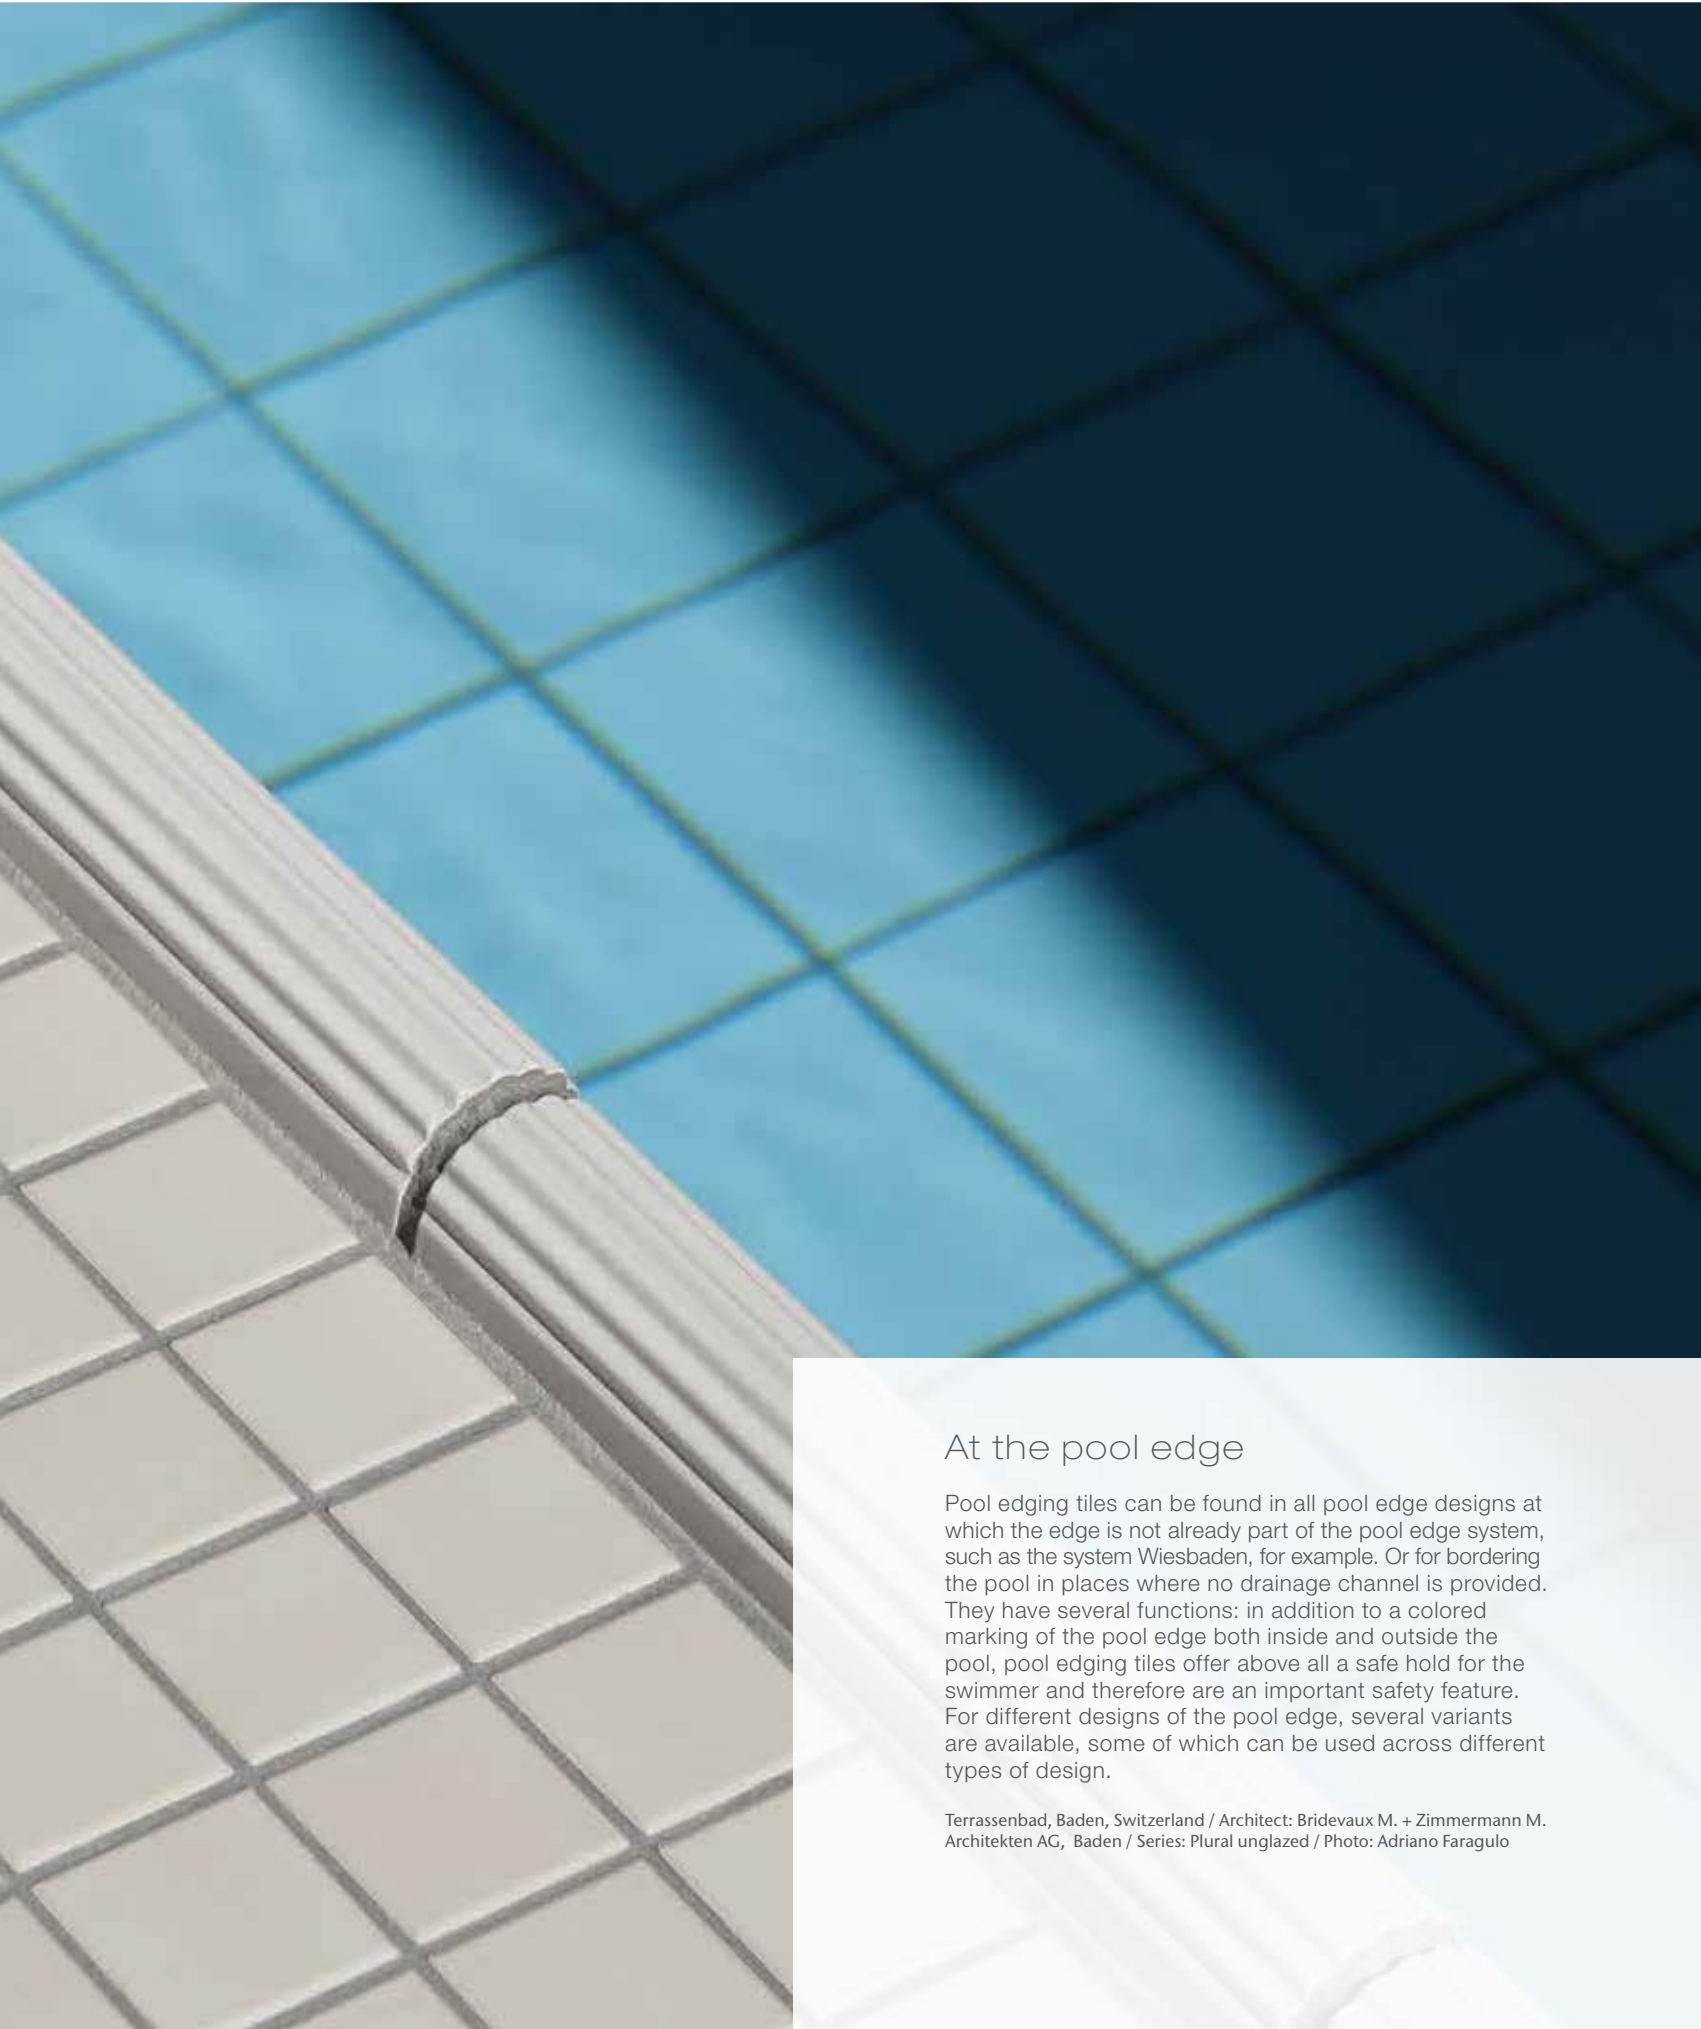 At the pool edge
Pool edging tiles can be found in all pool edge designs at
which the edge is not already part of the pool edge system,
such as the system Wiesbaden, for example. Or for bordering
the pool in places where no drainage channel is provided.
They have several functions: in addition to a colored
marking of the pool edge both inside and outside the
pool, pool edging tiles offer above all a safe hold for the
swimmer and therefore are an important safety feature.
For different designs of the pool edge, several variants
are available, some of which can be used across different
types of design.
Terrassenbad, Baden, Switzerland / Architect: Bridevaux M. + Zimmermann M.
Architekten AG,  Baden / Series: Plural unglazed / Photo: Adriano Faragulo